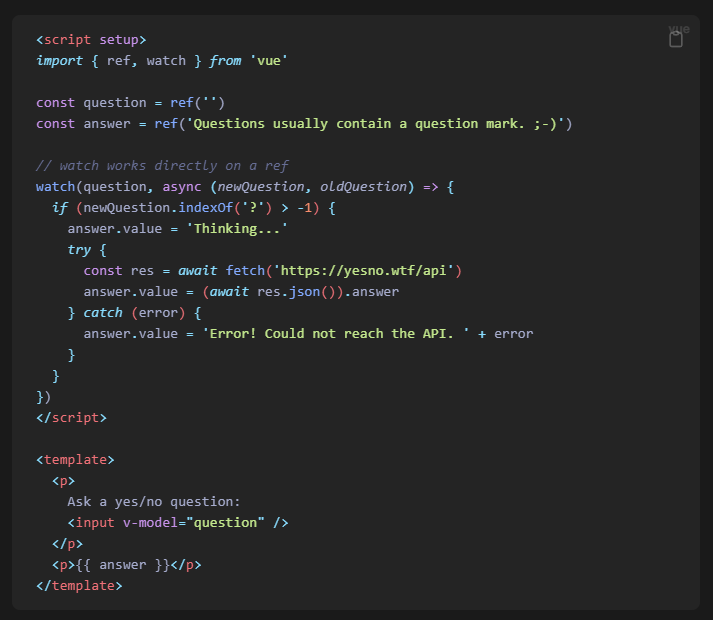 vue
<script setup>
import { ref, watch } from 'vue'

const question = ref('')
const answer = ref('Questions usually contain a question mark. ;-)')

// watch works directly on a ref
watch(question, async (newQuestion, oldQuestion) => {
  if (newQuestion.indexOf('?') > -1) {
    answer.value = 'Thinking...'
    try {
      const res = await fetch('https://yesno.wtf/api')
      answer.value = (await res.json()).answer
    } catch (error) {
      answer.value = 'Error! Could not reach the API. ' + error
    }
  }
})
</script>

<template>
  <p>
    Ask a yes/no question:
    <input v-model="question" />
  </p>
  <p>{{ answer }}</p>
</template>